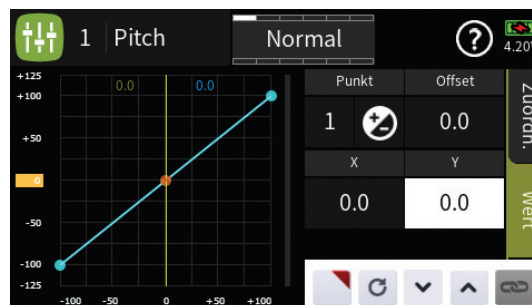 1 Pitch Normal ? 4.20V
+125
+100
+50
0
-50
-100
-125
0.0 0.0
-100 -50 0 +50 +100
Punkt Offset
1 0.0
X Y
0.0 0.0
Zuordn.
Wert